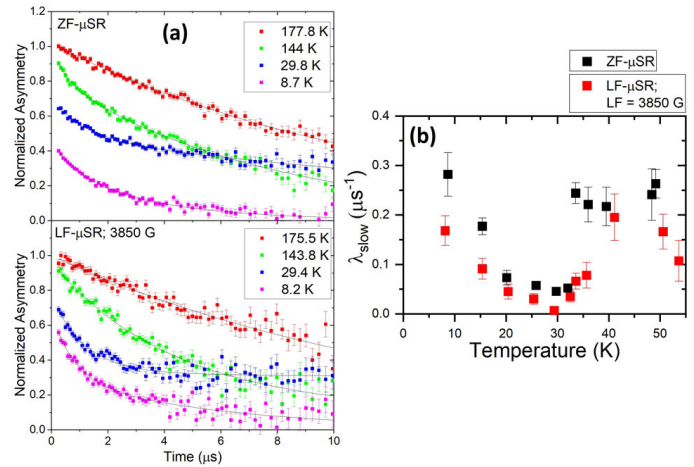 ZF-μSR
(a)
177.8 K
144 K
29.8 K
8.7 K
Normalized Asymmetry
1.2
1.0
0.8
0.6
0.4
0.2
0.0
LF-μSR; 3850 G
175.5 K
143.8 K
29.4 K
8.2 K
Normalized Asymmetry
1.0
0.8
0.6
0.4
0.2
0.0
0 2 4 6 8 10
Time (μs)
ZF-μSR
LF-μSR;
LF = 3850 G
(b)
λslow (μs-1)
0.4
0.3
0.2
0.1
0.0
0 10 20 30 40 50
Temperature (K)